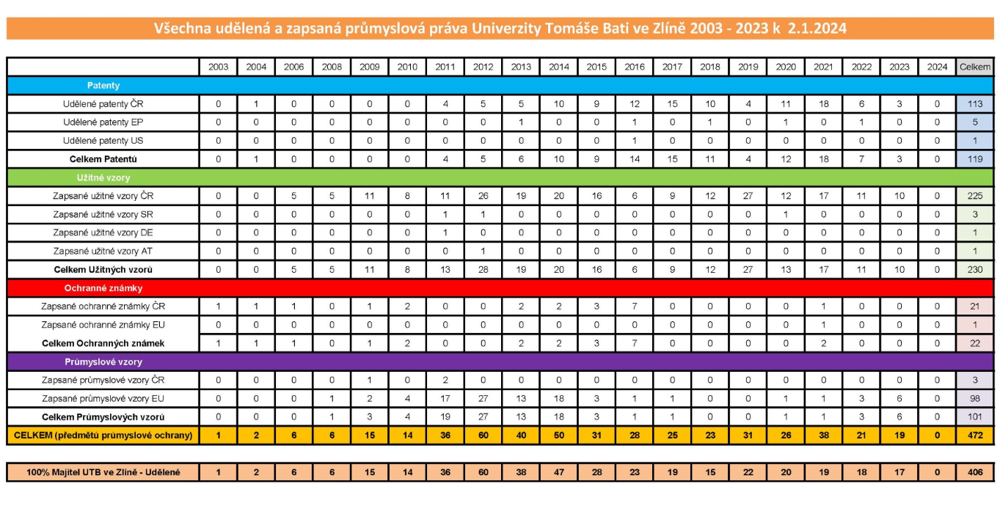 Všechna udělená a zapsaná průmyslová práva Univerzity Tomáše Bati ve Zlíně 2003 - 2023 k 2.1.2024
2003 2004 2006 2008 2009 2010 2011 2012 2013 2014 2015 2016 2017 2018 2019 2020 2021 2022 2023 2024 Celkem
Patenty
Udělené patenty ČR 0 1 0 0 0 0 4 5 5 10 9 12 15 10 4 11 18 6 3 0 113
Udělené patenty EP 0 0 0 0 0 0 0 0 1 0 0 1 0 1 0 1 0 1 0 0 5
Udělené patenty US 0 0 0 0 0 0 0 0 0 0 0 1 0 0 0 0 0 0 0 0 1
Celkem Patentů 0 1 0 0 0 0 4 5 6 10 9 14 15 11 4 12 18 7 3 0 119
Užitné vzory
Zapsané užitné vzory ČR 0 0 5 5 11 8 11 26 19 20 16 6 9 12 27 12 17 11 10 0 225
Zapsané užitné vzory SR 0 0 0 0 0 0 1 1 0 0 0 0 0 0 0 1 0 0 0 0 3
Zapsané užitné vzory DE 0 0 0 0 0 0 1 0 0 0 0 0 0 0 0 0 0 0 0 0 1
Zapsané užitné vzory AT 0 0 0 0 0 0 0 1 0 0 0 0 0 0 0 0 0 0 0 0 1
Celkem Užitných vzorů 0 0 5 5 11 8 13 28 19 20 16 6 9 12 27 13 17 11 10 0 230
Ochranné známky
Zapsané ochranné známky ČR 1 1 1 0 1 2 0 0 2 2 3 7 0 0 0 0 1 0 0 0 21
Zapsané ochranné známky EU 0 0 0 0 0 0 0 0 0 0 0 0 0 0 0 0 1 0 0 0 1
Celkem Ochranných známek 1 1 1 0 1 2 0 0 2 2 3 7 0 0 0 0 2 0 0 0 22
Průmyslové vzory
Zapsané průmyslové vzory ČR 0 0 0 0 1 0 2 0 0 0 0 0 0 0 0 0 0 0 0 0 3
Zapsané průmyslové vzory EU 0 0 0 1 2 4 17 27 13 18 3 1 1 0 0 1 1 3 6 0 98
Celkem Průmyslových vzorů 0 0 0 1 3 4 19 27 13 18 3 1 1 0 0 1 1 3 6 0 101
CELKEM (předmětů průmyslové ochrany) 1 2 6 6 15 14 36 60 40 50 31 28 25 23 31 26 38 21 19 0 472
100% Majitel UTB ve Zlíně - Udělené 1 2 6 6 15 14 36 60 38 47 28 23 19 15 22 20 19 18 17 0 406